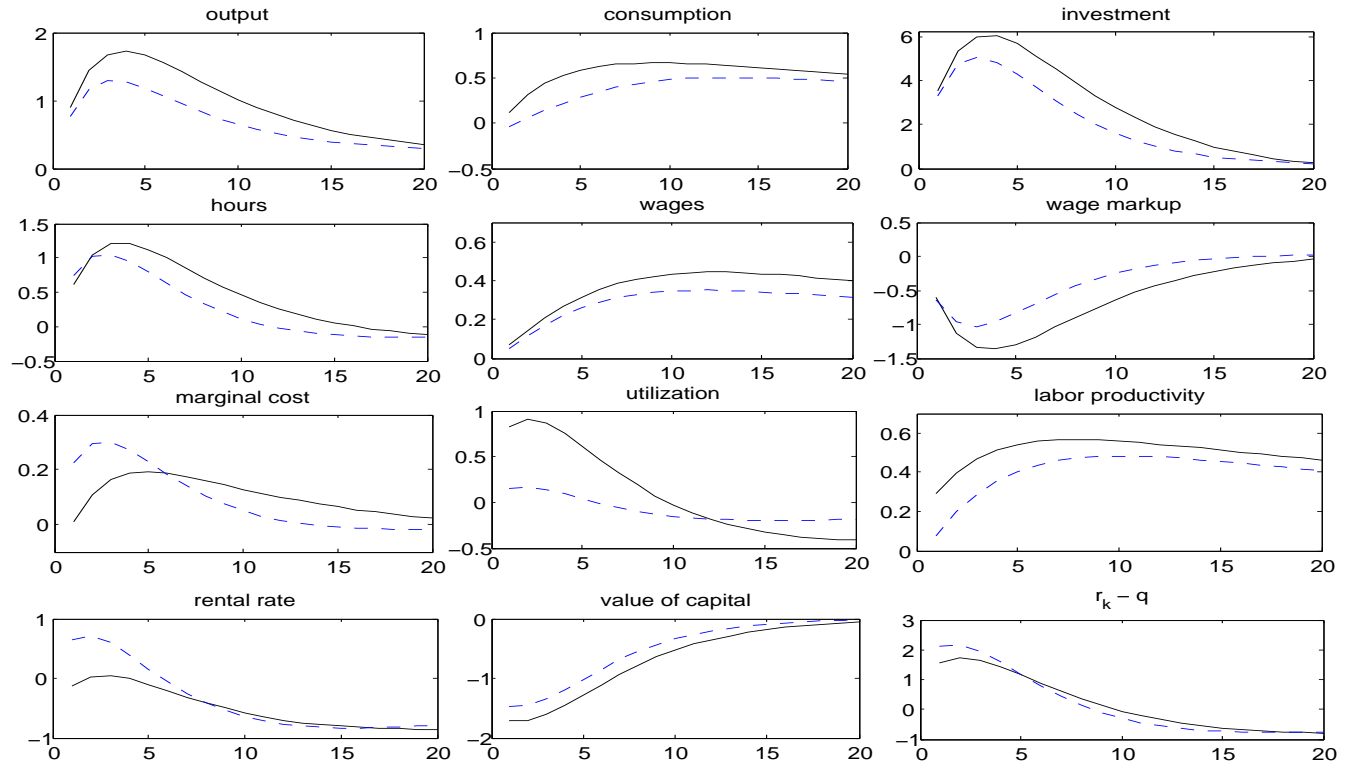 output
consumption
investment
2
1
0
0 5 10 15 20
1
0.5
0
−0.5
0 5 10 15 20
6
4
2
0
0 5 10 15 20
hours
wages
wage markup
1.5
1
0.5
0
−0.5
0 5 10 15 20
0.6
0.4
0.2
0
0 5 10 15 20
0.5
0
−0.5
−1
−1.5
0 5 10 15 20
marginal cost
utilization
labor productivity
0.4
0.2
0
0 5 10 15 20
1
0.5
0
−0.5
0 5 10 15 20
0.6
0.4
0.2
0
0 5 10 15 20
rental rate
value of capital
r_k − q
1
0
−1
0 5 10 15 20
0
−1
−2
0 5 10 15 20
3
2
1
0
−1
0 5 10 15 20